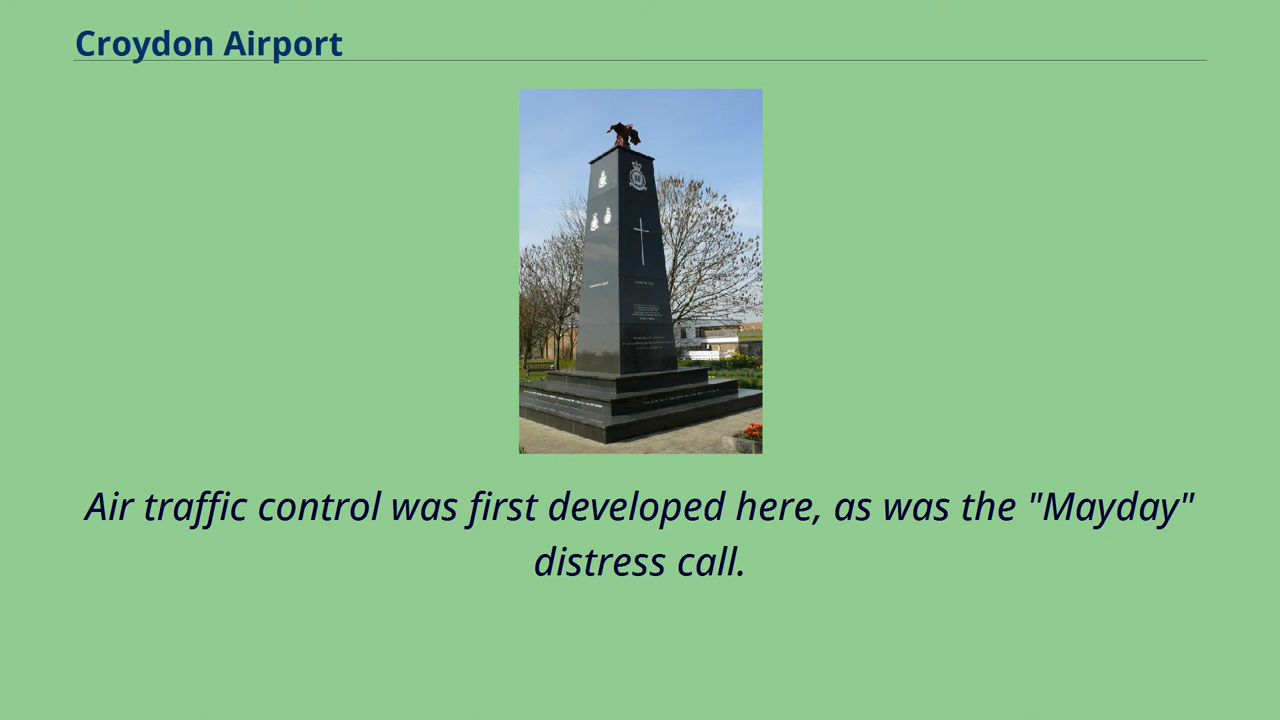 Croydon Airport
Air traffic control was first developed here, as was the "Mayday"
distress call.